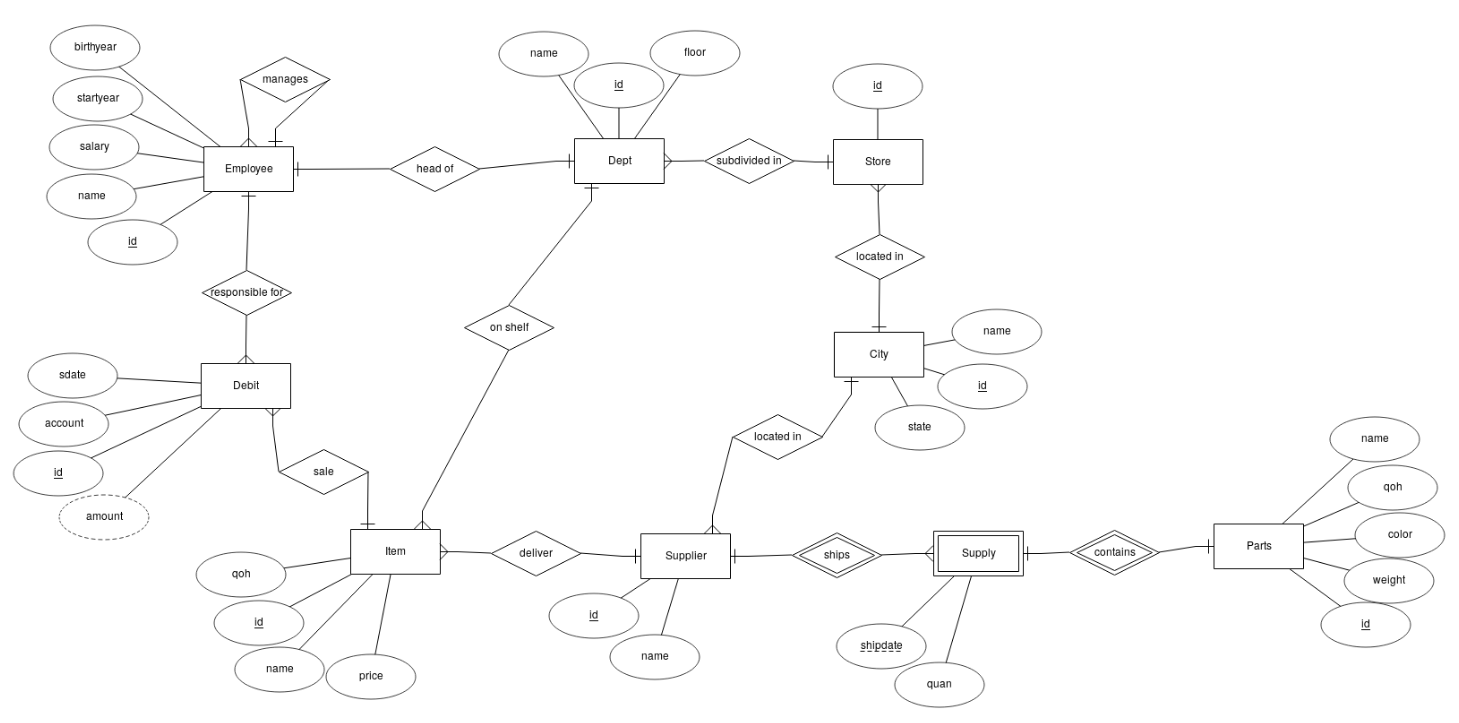 birthyear
manages
startyear
salary
name
id
Employee
head of
name
id
floor
Dept
subdivided in
id
Store
located in
City
name
id
state
located in
responsible for
on shelf
sdate
account
id
amount
Debit
sale
Item
qoh
id
name
price
deliver
Supplier
id
name
ships
Supply
shipdate
quan
contains
Parts
name
qoh
color
weight
id